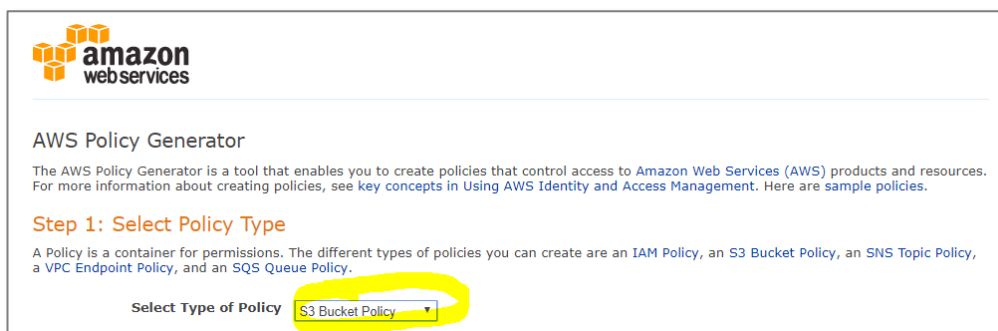 amazon
web services
AWS Policy Generator
The AWS Policy Generator is a tool that enables you to create policies that control access to Amazon Web Services (AWS) products and resources.
For more information about creating policies, see key concepts in Using AWS Identity and Access Management. Here are sample policies.
Step 1: Select Policy Type
A Policy is a container for permissions. The different types of policies you can create are an IAM Policy, an S3 Bucket Policy, an SNS Topic Policy,
a VPC Endpoint Policy, and an SQS Queue Policy.
Select Type of Policy S3 Bucket Policy